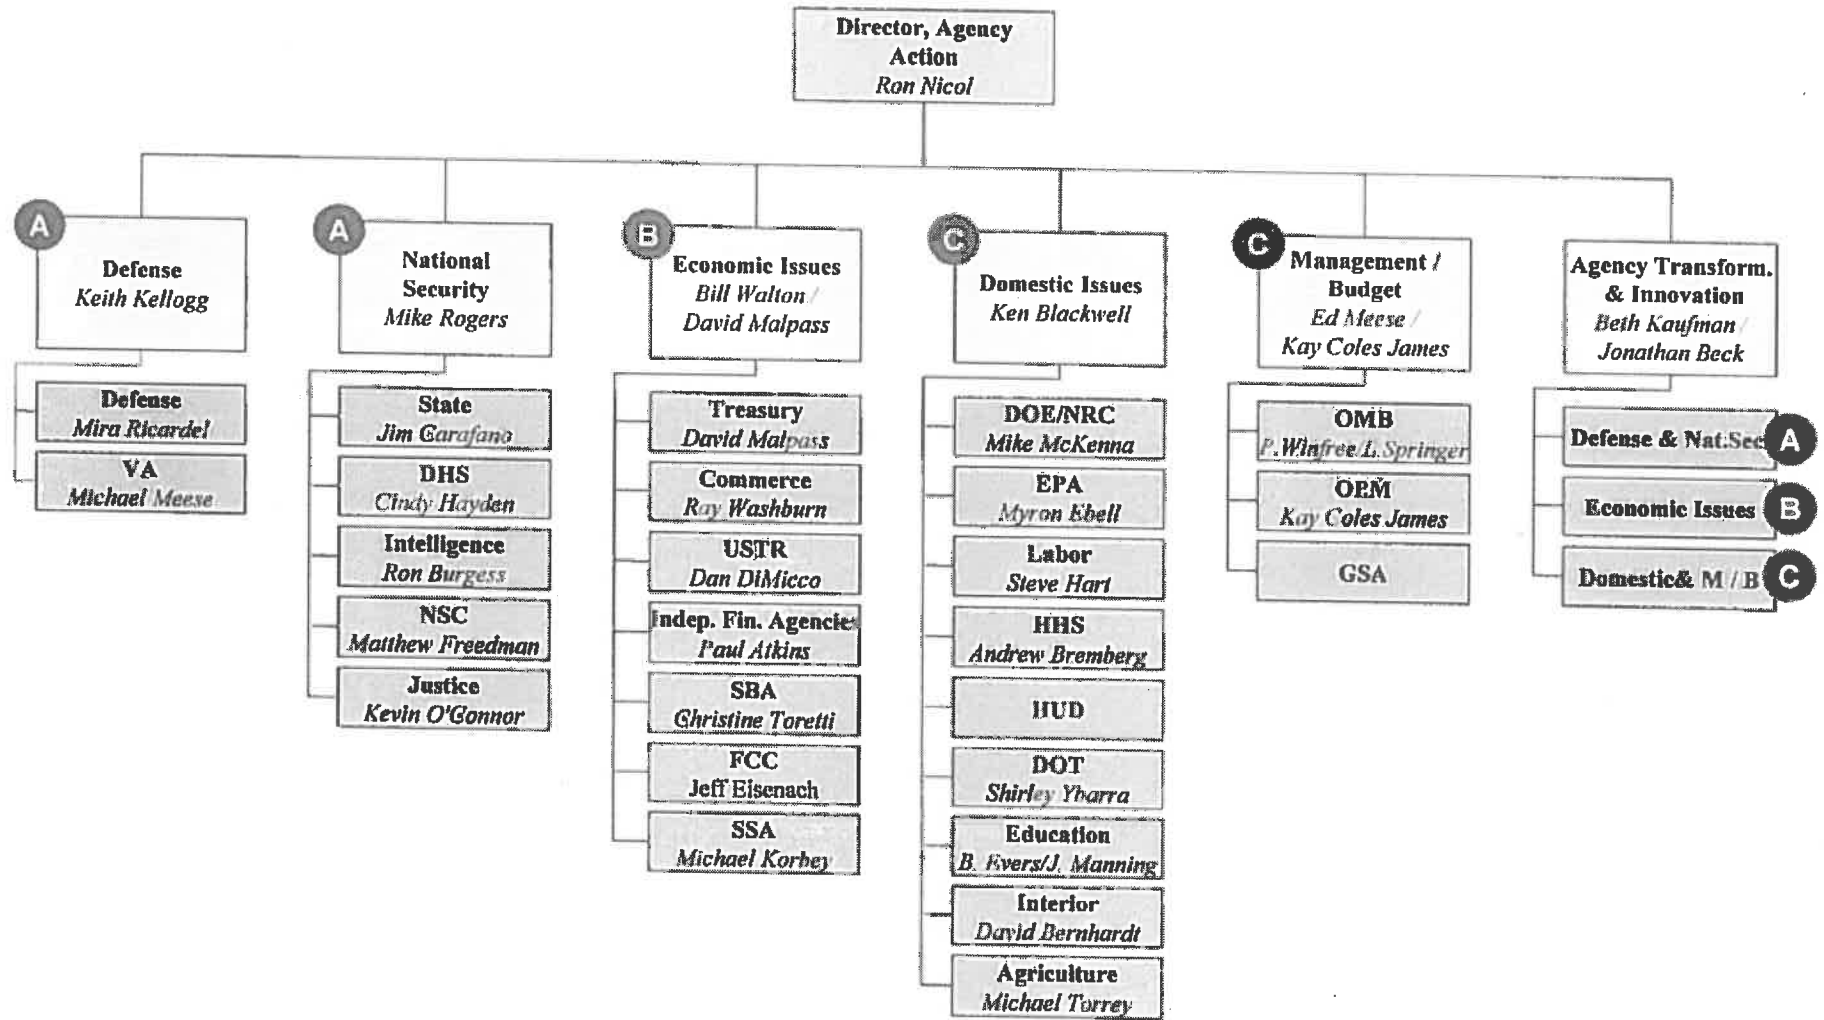 Director, Agency
Action
Ron Nicol
A
Defense
Keith Kellogg
Defense
Mira Ricardel
VA
Michael Meese
A
National
Security
Mike Rogers
State
Jim Carafano
DHS
Cindy Hayden
Intelligence
Ron Burgess
NSC
Matthew Freedman
Justice
Kevin O'Connor
B
Economic Issues
Bill Walton /
David Malpass
Treasury
David Malpass
Commerce
Ray Washburn
USTR
Dan DiMicco
Indep. Fin. Agencies
Paul Atkins
SBA
Christine Toretti
FCC
Jeff Eisenach
SSA
Michael Korbey
C
Domestic Issues
Ken Blackwell
DOE/NRC
Mike McKenna
EPA
Myron Ebell
Labor
Steve Hart
HHS
Andrew Bremberg
HUD
DOT
Shirley Ybarra
Education
B. Evers/J. Manning
Interior
David Bernhardt
Agriculture
Michael Torrey
C
Management /
Budget
Ed Meese /
Kay Coles James
OMB
P.Winfree/L.Springer
OPM
Kay Coles James
GSA
Agency Transform.
& Innovation
Beth Kaufman /
Jonathan Beck
Defense & Nat.Sec
A
Economic Issues
B
Domestic& M / B
C